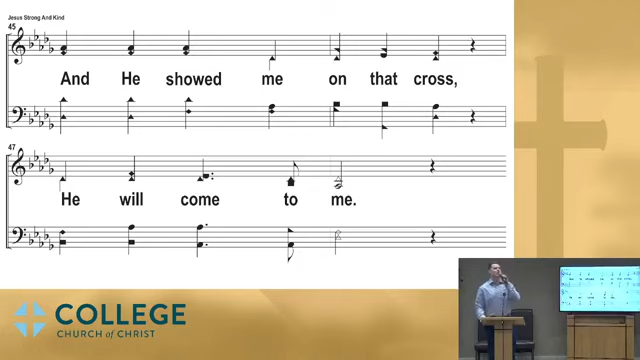 Jesus Strong And Kind
45
And He showed me on that cross,
47
He will come to me.
COLLEGE
CHURCH of CHRIST